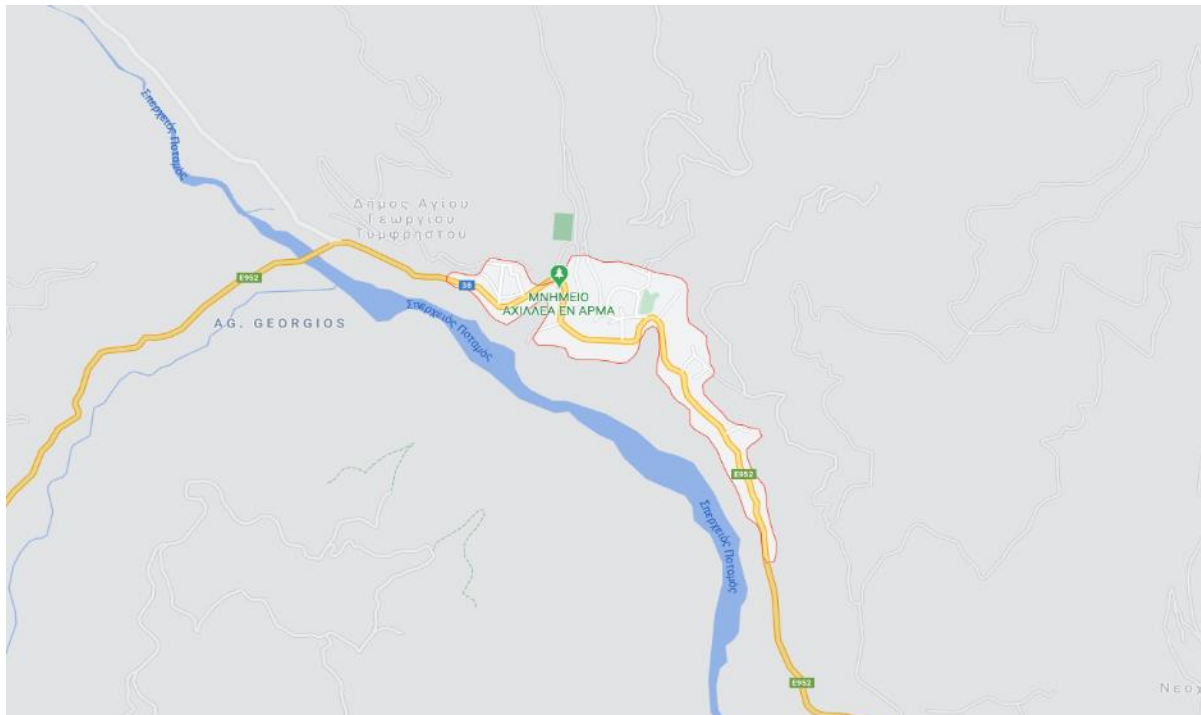 Σπερχειός Ποταμός
Δήμος Αγίου
Γεωργίου
Τυμφρηστού
E952
38
ΜΝΗΜΕΙΟ
ΑΧΙΛΛΕΑ ΕΝ ΑΡΜΑ
AG. GEORGIOS
Σπερχειός Ποταμός
E952
Σπερχειός Ποταμός
E952
Νεοχ